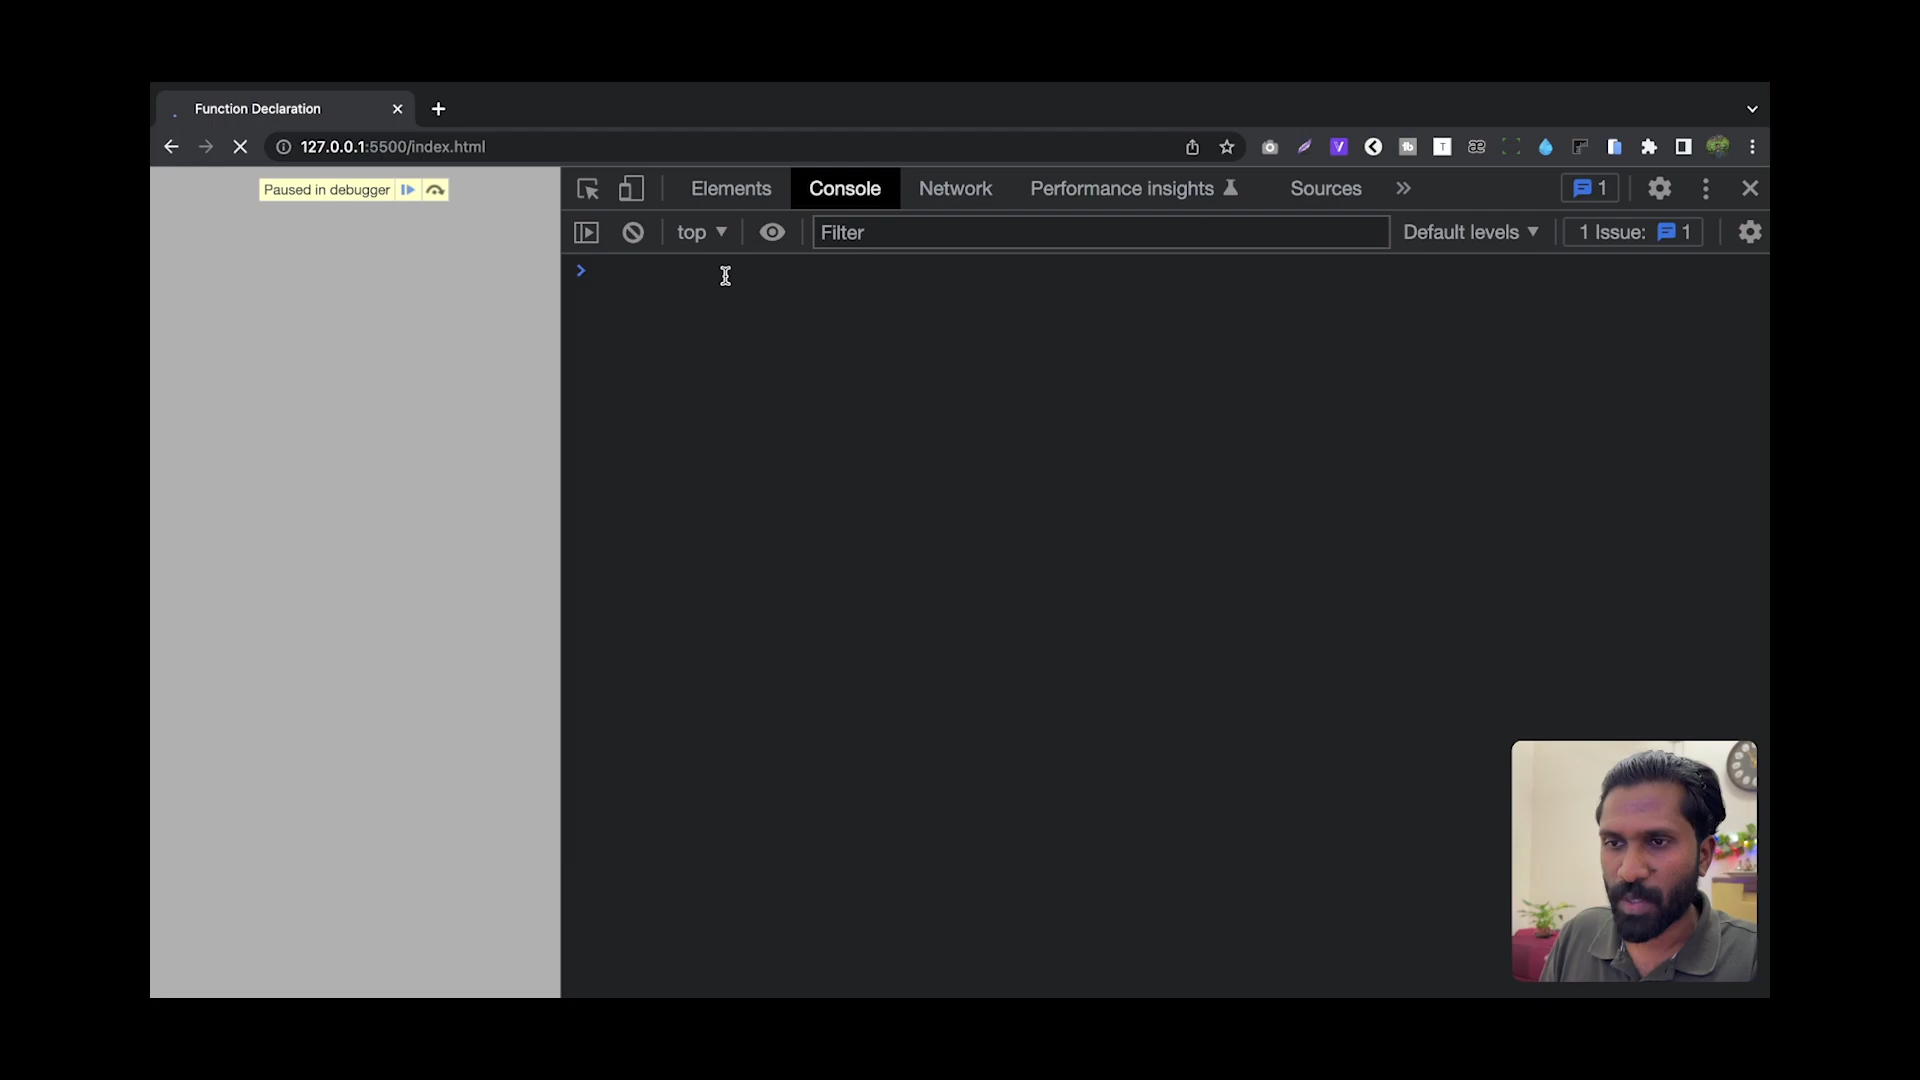 Function Declaration
127.0.0.1:5500/index.html
Paused in debugger
Elements Console Network Performance insights Sources 1
top Filter Default levels 1 Issue: 1